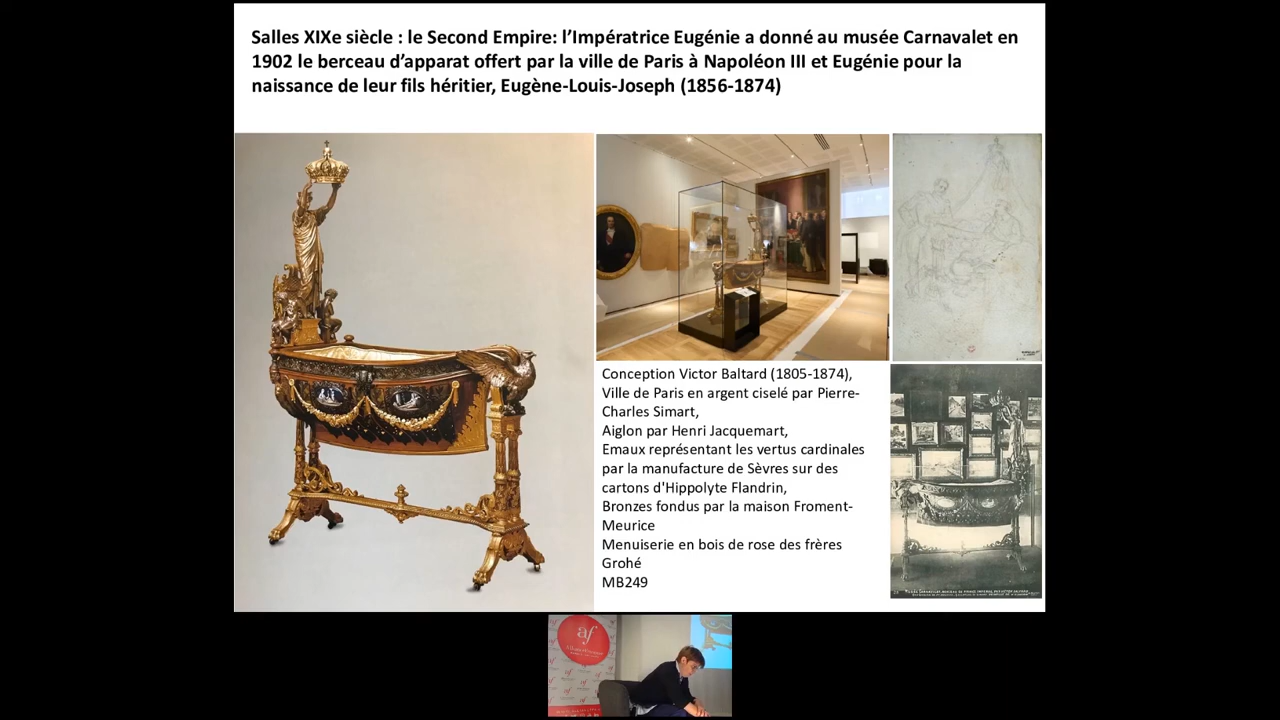 Salles XIXe siècle : le Second Empire: l’Impératrice Eugénie a donné au musée Carnavalet en
1902 le berceau d’apparat offert par la ville de Paris à Napoléon III et Eugénie pour la
naissance de leur fils héritier, Eugène-Louis-Joseph (1856-1874)
Conception Victor Baltard (1805-1874),
Ville de Paris en argent ciselé par Pierre-
Charles Simart,
Aiglon par Henri Jacquemart,
Emaux représentant les vertus cardinales
par la manufacture de Sèvres sur des
cartons d'Hippolyte Flandrin,
Bronzes fondus par la maison Froment-
Meurice
Menuiserie en bois de rose des frères
Grohé
MB249
af